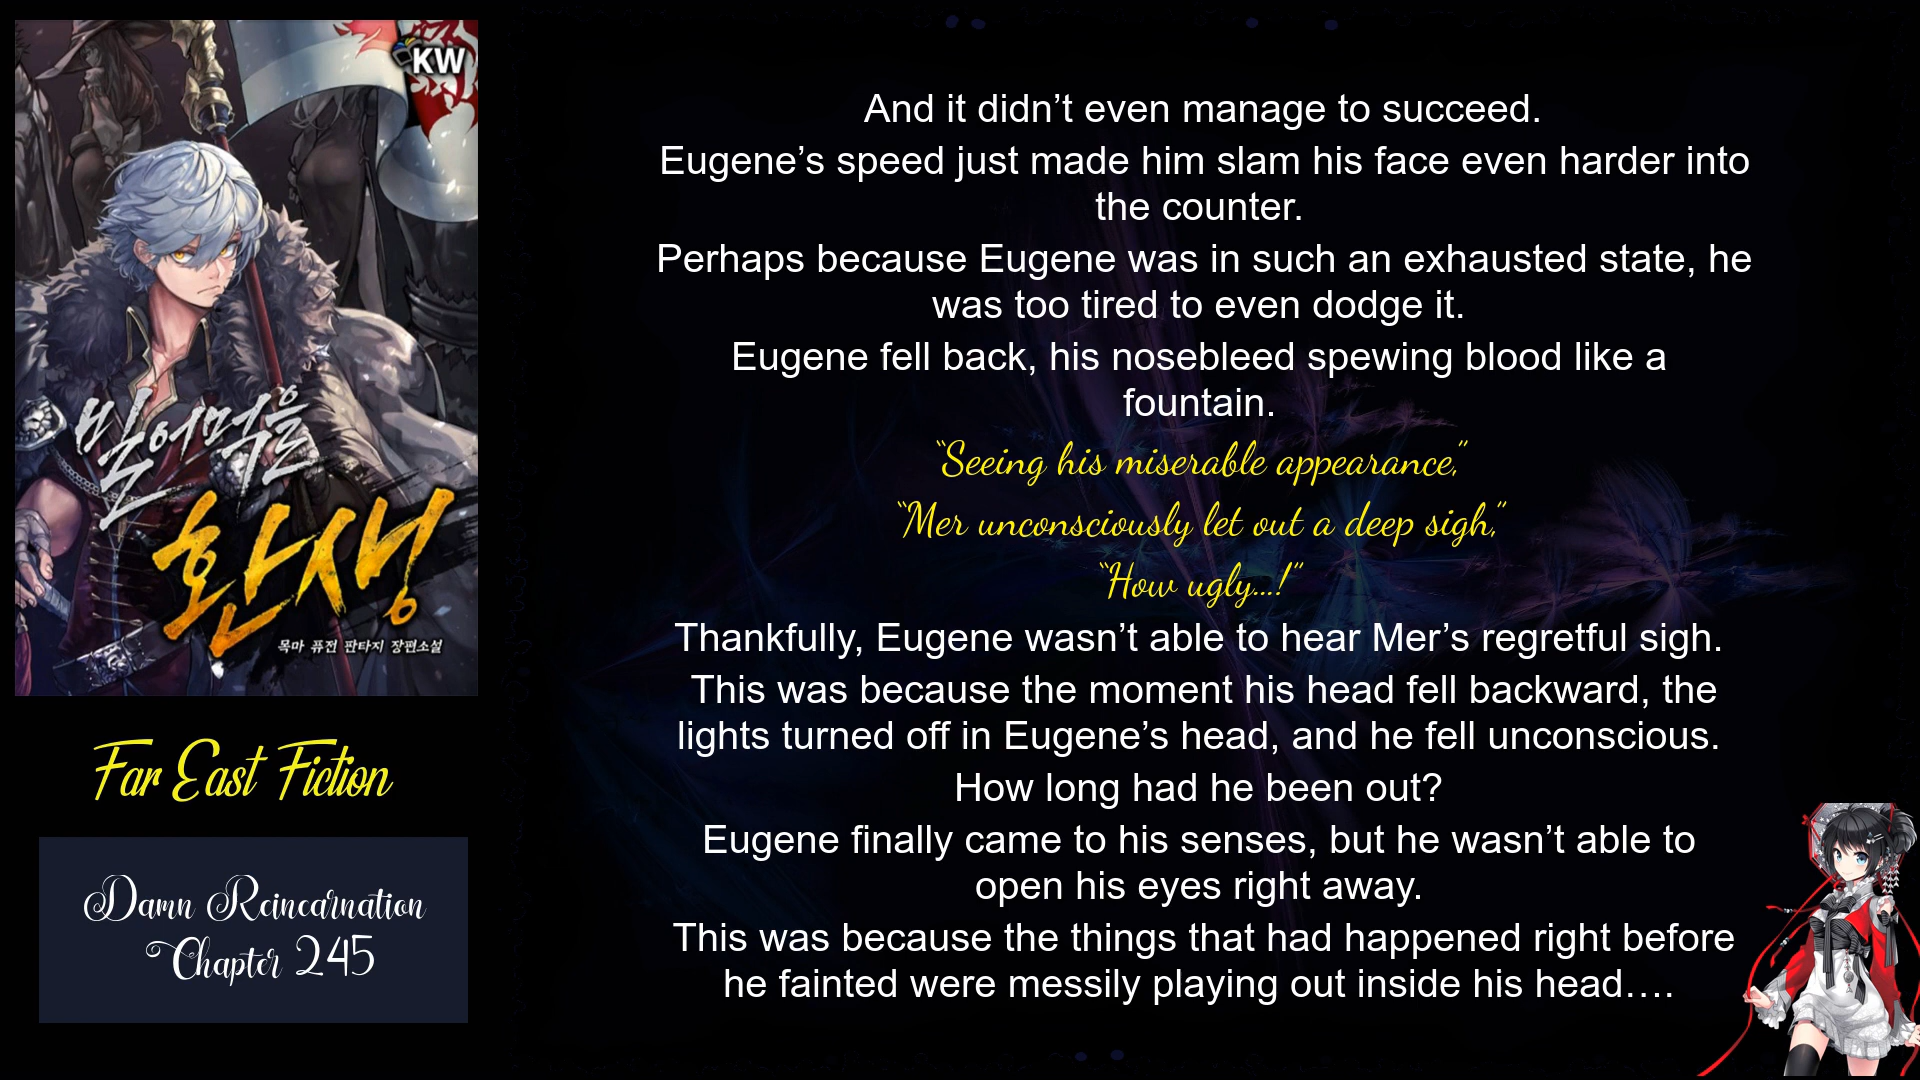 KW
빌어먹을
환생
목마 퓨전 판타지 장편소설
Far East Fiction
Damn Reincarnation
Chapter 245
And it didn’t even manage to succeed.
Eugene’s speed just made him slam his face even harder into
the counter.
Perhaps because Eugene was in such an exhausted state, he
was too tired to even dodge it.
Eugene fell back, his nosebleed spewing blood like a
fountain.
“Seeing his miserable appearance,”
“Mer unconsciously let out a deep sigh,”
“How ugly...!”
Thankfully, Eugene wasn’t able to hear Mer’s regretful sigh.
This was because the moment his head fell backward, the
lights turned off in Eugene’s head, and he fell unconscious.
How long had he been out?
Eugene finally came to his senses, but he wasn’t able to
open his eyes right away.
This was because the things that had happened right before
he fainted were messily playing out inside his head….